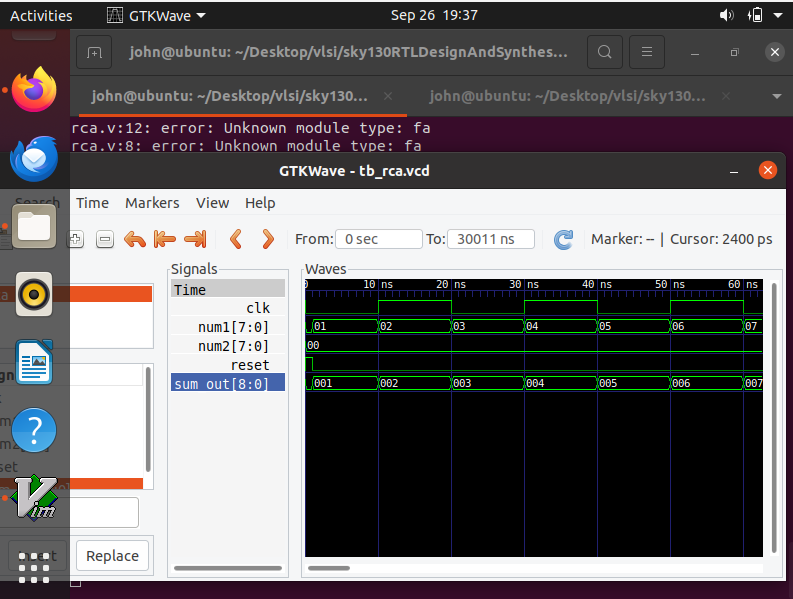 Activities
GTKWave
Sep 26 19:37
john@ubuntu: ~/Desktop/vlsi/sky130RTLDesignAndSynthes...
john@ubuntu: ~/Desktop/vlsi/sky130...
john@ubuntu: ~/Desktop/vlsi/sky130...
rca.v:12: error: Unknown module type: fa
rca.v:8: error: Unknown module type: fa
GTKWave - tb_rca.vcd
Search Time Markers View Help
From: 0 sec To: 30011 ns Marker: -- | Cursor: 2400 ps
Signals
Time
clk
num1[7:0]
num2[7:0]
reset
sum_out[8:0]
Waves
0 10 ns 20 ns 30 ns 40 ns 50 ns 60 ns
01 02 03 04 05 06 07
00
001 002 003 004 005 006 007
Vim
Replace